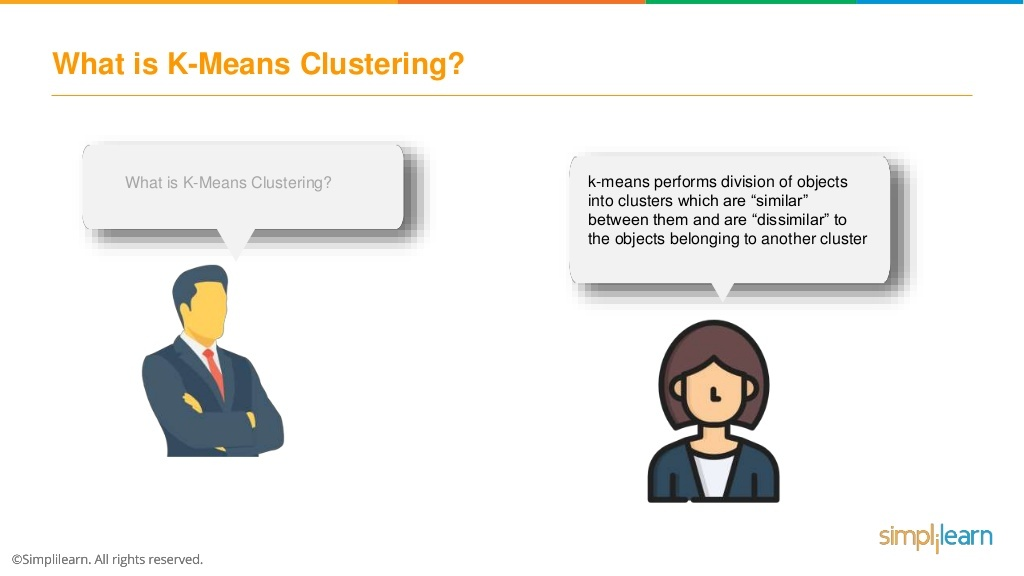 What is K-Means Clustering?
What is K-Means Clustering?
k-means performs division of objects
into clusters which are “similar”
between them and are “dissimilar” to
the objects belonging to another cluster
simplilearn
©Simplilearn. All rights reserved.